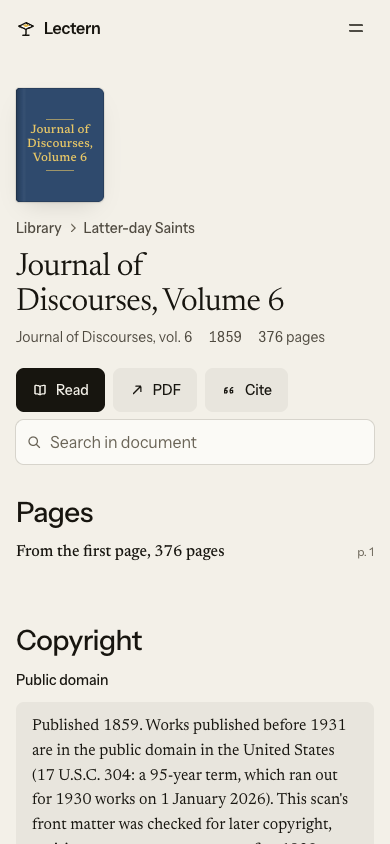 Lectern
Journal of
Discourses,
Volume 6
Library > Latter-day Saints
Journal of
Discourses, Volume 6
Journal of Discourses, vol. 6 1859 376 pages
Read PDF Cite
Search in document
Pages
From the first page, 376 pages p. 1
Copyright
Public domain
Published 1859. Works published before 1931
are in the public domain in the United States
(17 U.S.C. 304: a 95-year term, which ran out
for 1930 works on 1 January 2026). This scan's
front matter was checked for later copyright,